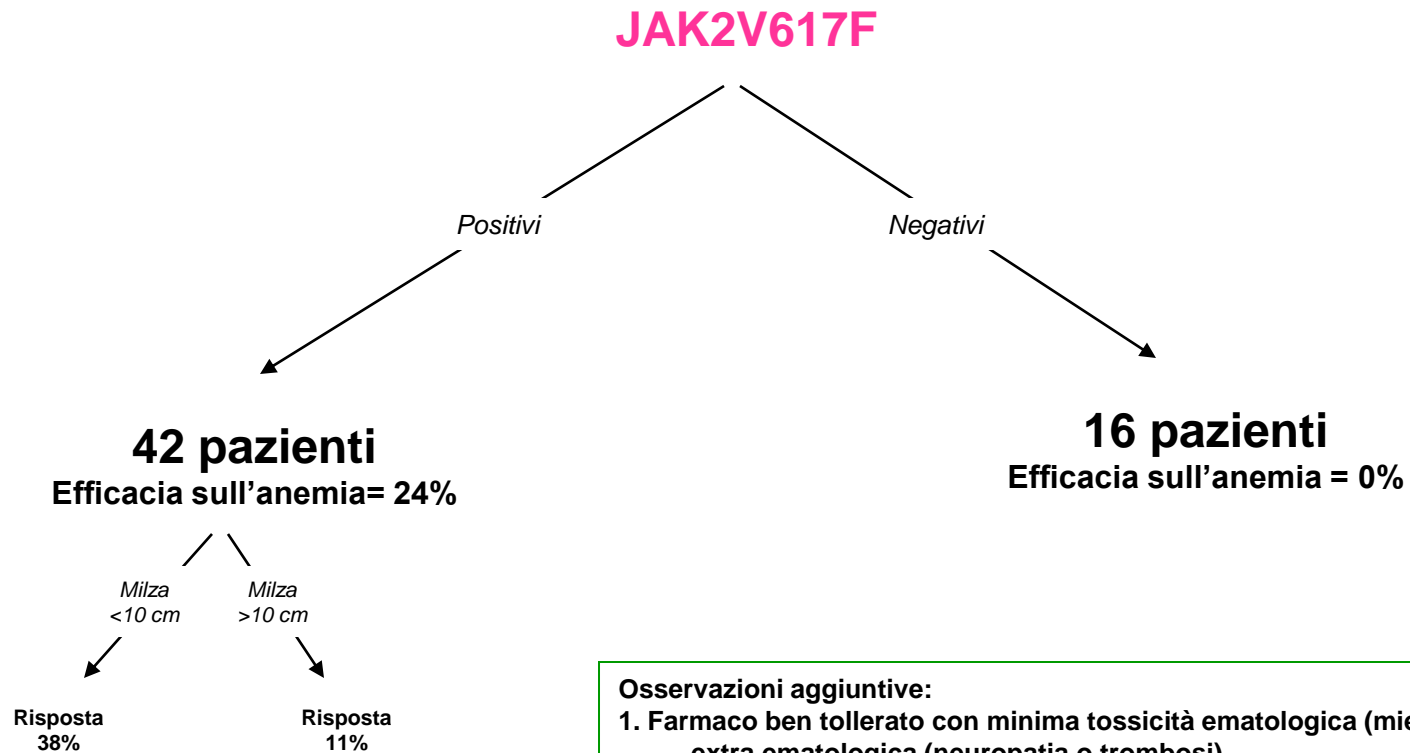 JAK2V617F
Positivi
Negativi
42 pazienti
Efficacia sull'anemia= 24%
16 pazienti
Efficacia sull'anemia = 0%
Milza
<10 cm
Milza
>10 cm
Risposta
38%
Risposta
11%
Osservazioni aggiuntive:
1. Farmaco ben tollerato con minima tossicità ematologica
extra ematologica (neuropatia o trombosi)